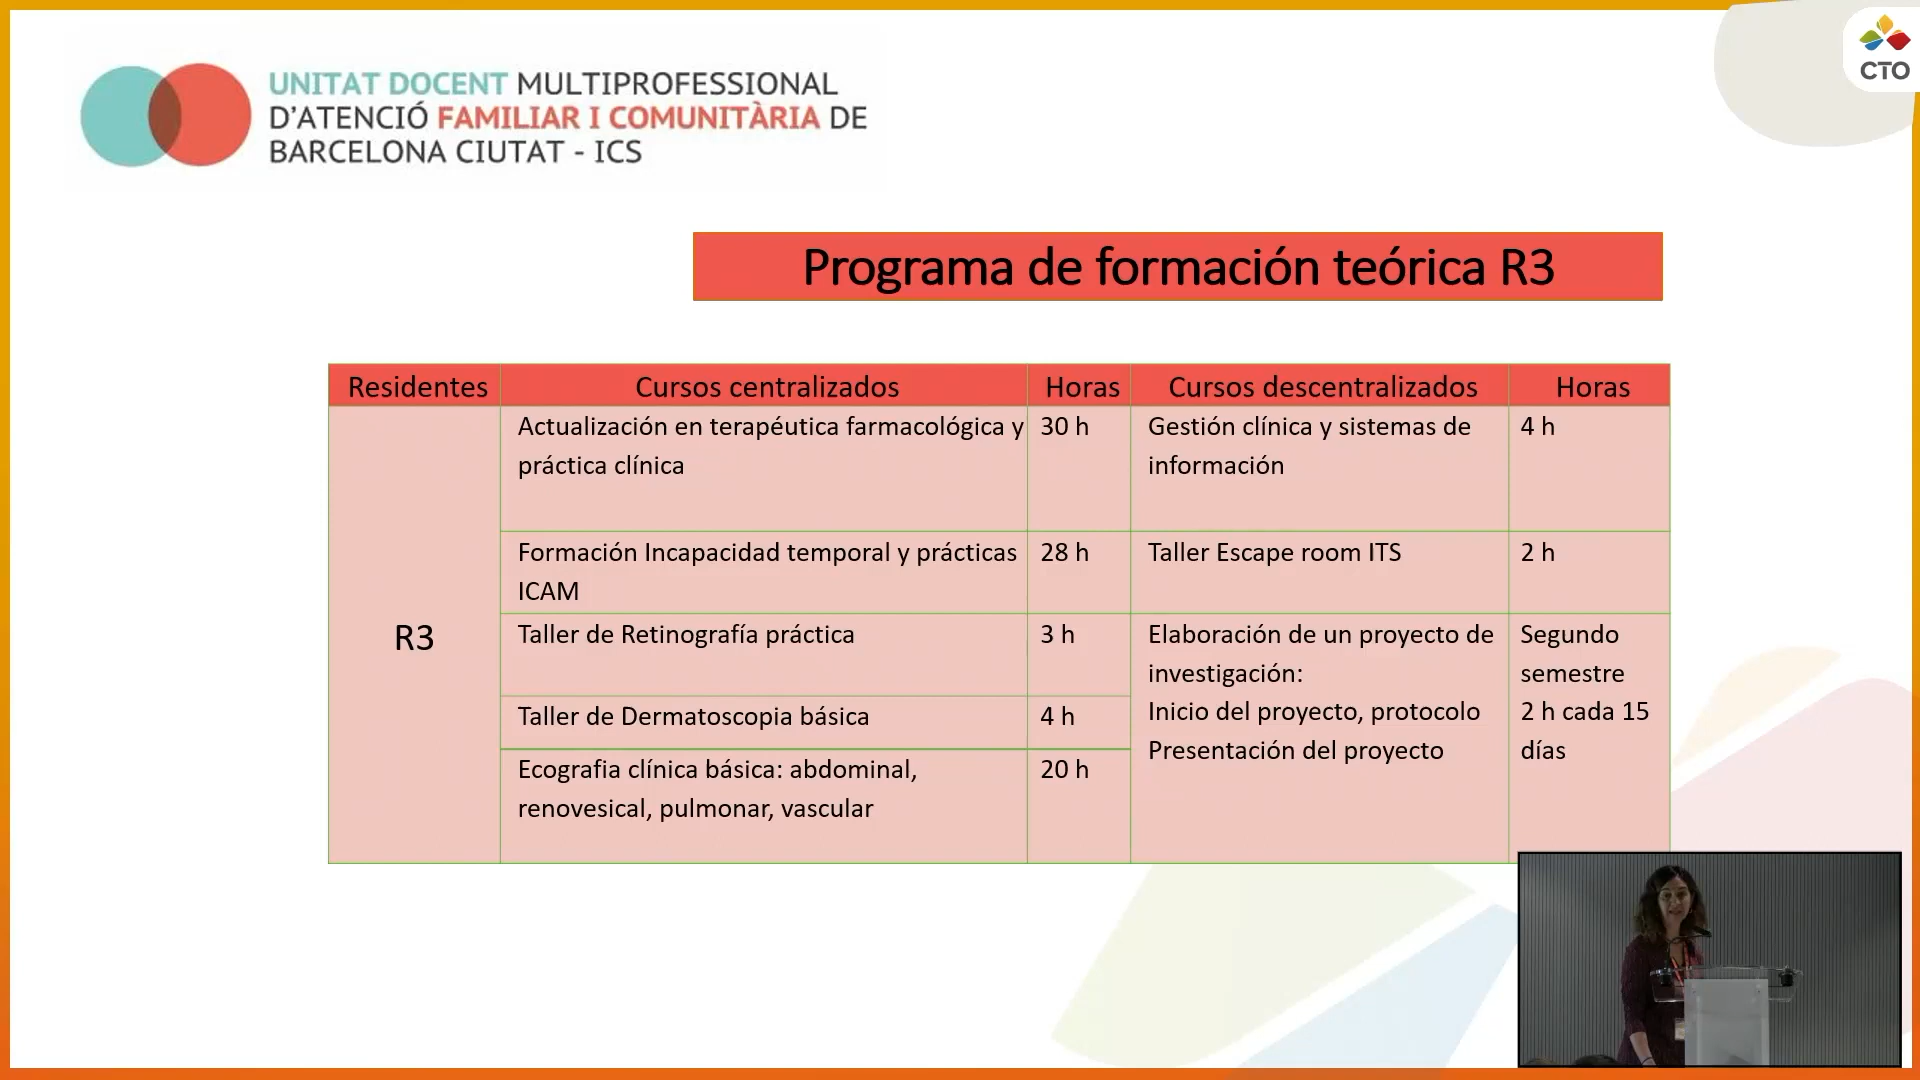 UNITAT DOCENT MULTIPROFESSIONAL
D'ATENCIÓ FAMILIAR I COMUNITÀRIA DE
BARCELONA CIUTAT - ICS
CTO
Programa de formación teórica R3
Residentes Cursos centralizados Horas Cursos descentralizados Horas
R3
Actualización en terapéutica farmacológica y
práctica clínica
30 h
Gestión clínica y sistemas de
información
4 h
Formación Incapacidad temporal y prácticas
ICAM
28 h
Taller Escape room ITS
2 h
Taller de Retinografía práctica
3 h
Elaboración de un proyecto de
investigación:
Inicio del proyecto, protocolo
Presentación del proyecto
Segundo
semestre
2 h cada 15
días
Taller de Dermatoscopia básica
4 h
Ecografia clínica básica: abdominal,
renovesical, pulmonar, vascular
20 h